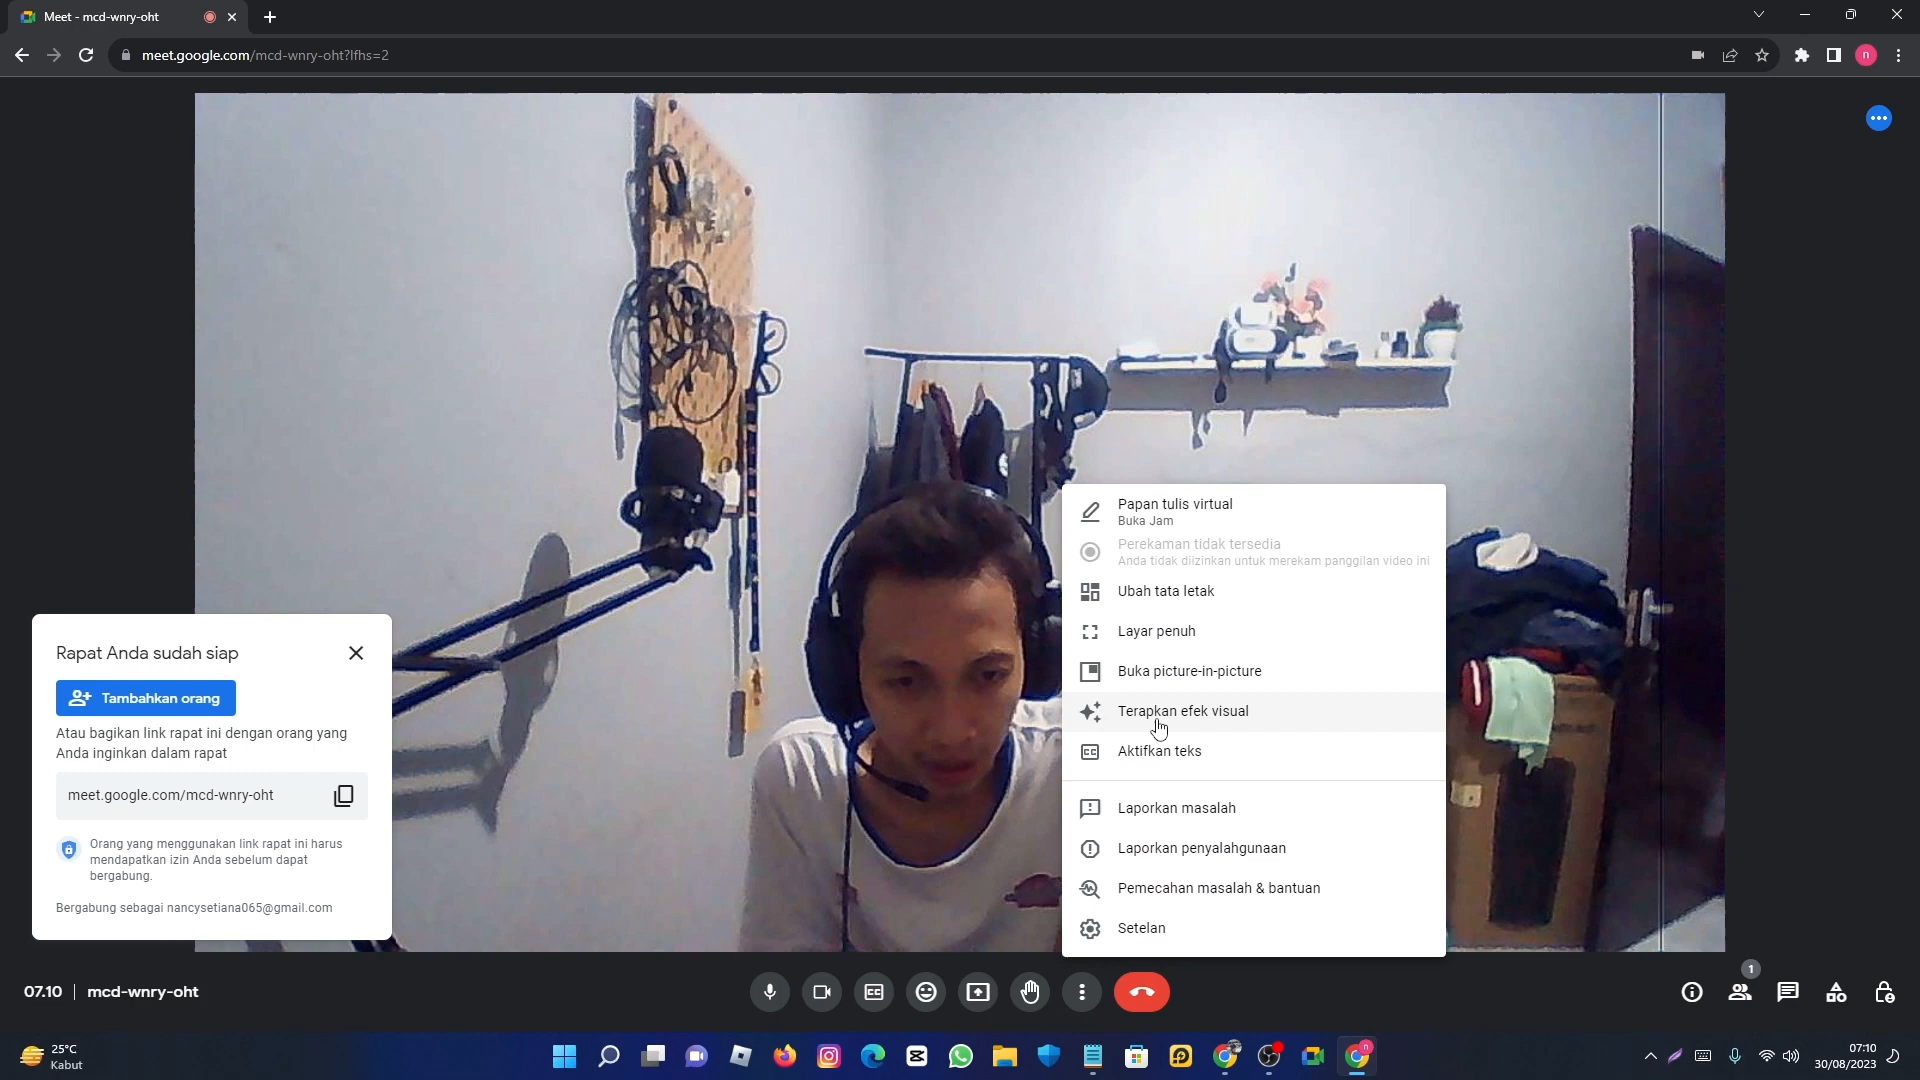 Meet - mcd-wnry-oht
meet.google.com/mcd-wnry-oht?lfhs=2
n
Papan tulis virtual
Buka Jam
Perekaman tidak tersedia
Anda tidak diizinkan untuk merekam panggilan video ini
Ubah tata letak
Layar penuh
Buka picture-in-picture
Terapkan efek visual
Aktifkan teks
Laporkan masalah
Laporkan penyalahgunaan
Pemecahan masalah & bantuan
Setelan
Rapat Anda sudah siap
Tambahkan orang
Atau bagikan link rapat ini dengan orang yang
Anda inginkan dalam rapat
meet.google.com/mcd-wnry-oht
Orang yang menggunakan link rapat ini harus
mendapatkan izin Anda sebelum dapat
bergabung.
Bergabung sebagai nancysetiana065@gmail.com
07.10 | mcd-wnry-oht
1
25°C
Kabut
07:10
30/08/2023